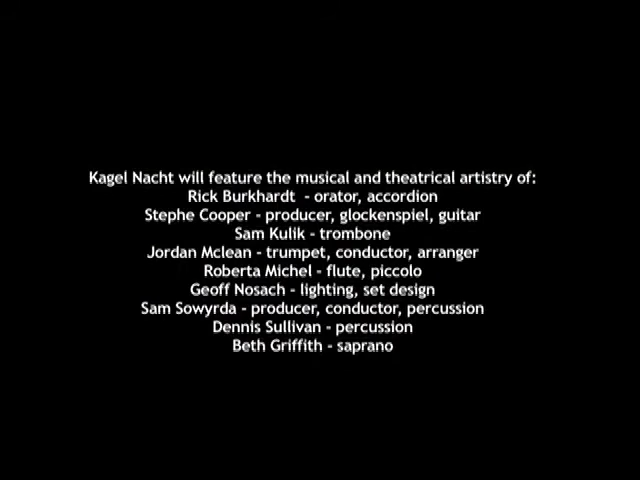 Kagel Nacht will feature the musical and theatrical artistry of:
Rick Burkhardt - orator, accordion
Stephe Cooper - producer, glockenspiel, guitar
Sam Kulik - trombone
Jordan Mclean - trumpet, conductor, arranger
Roberta Michel - flute, piccolo
Geoff Nosach - lighting, set design
Sam Sowyrda - producer, conductor, percussion
Dennis Sullivan - percussion
Beth Griffith - saprano